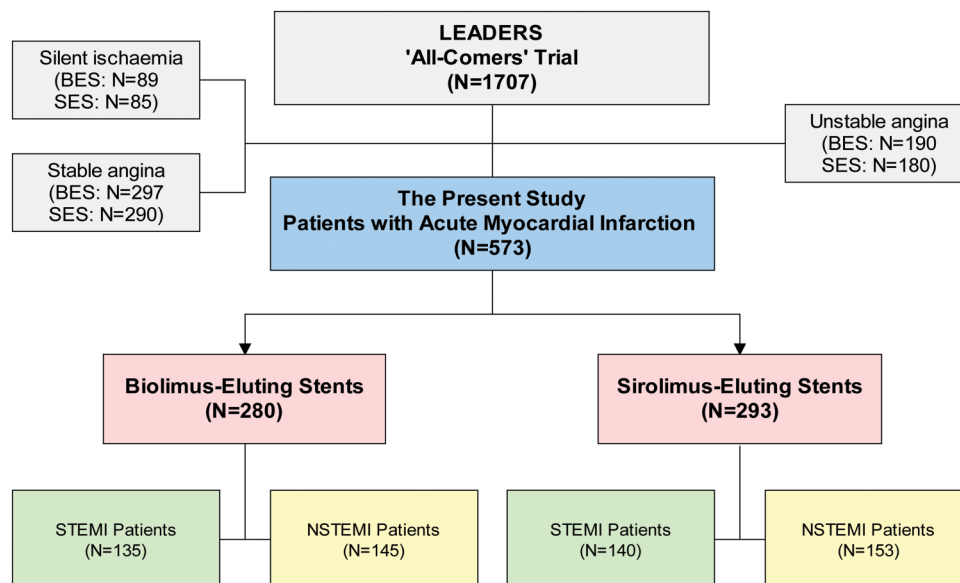 LEADERS
'All-Comers' Trial
(N=1707)
Silent ischaemia
(BES: N=89
SES: N=85)
Unstable angina
(BES: N=190
SES: N=180)
Stable angina
(BES: N=297
SES: N=290)
The Present Study
Patients with Acute Myocardial Infarction
(N=573)
Biolimus-Eluting Stents
(N=280)
Sirolimus-Eluting Stents
(N=293)
STEMI Patients
(N=135)
NSTEMI Patients
(N=145)
STEMI Patients
(N=140)
NSTEMI Patients
(N=153)